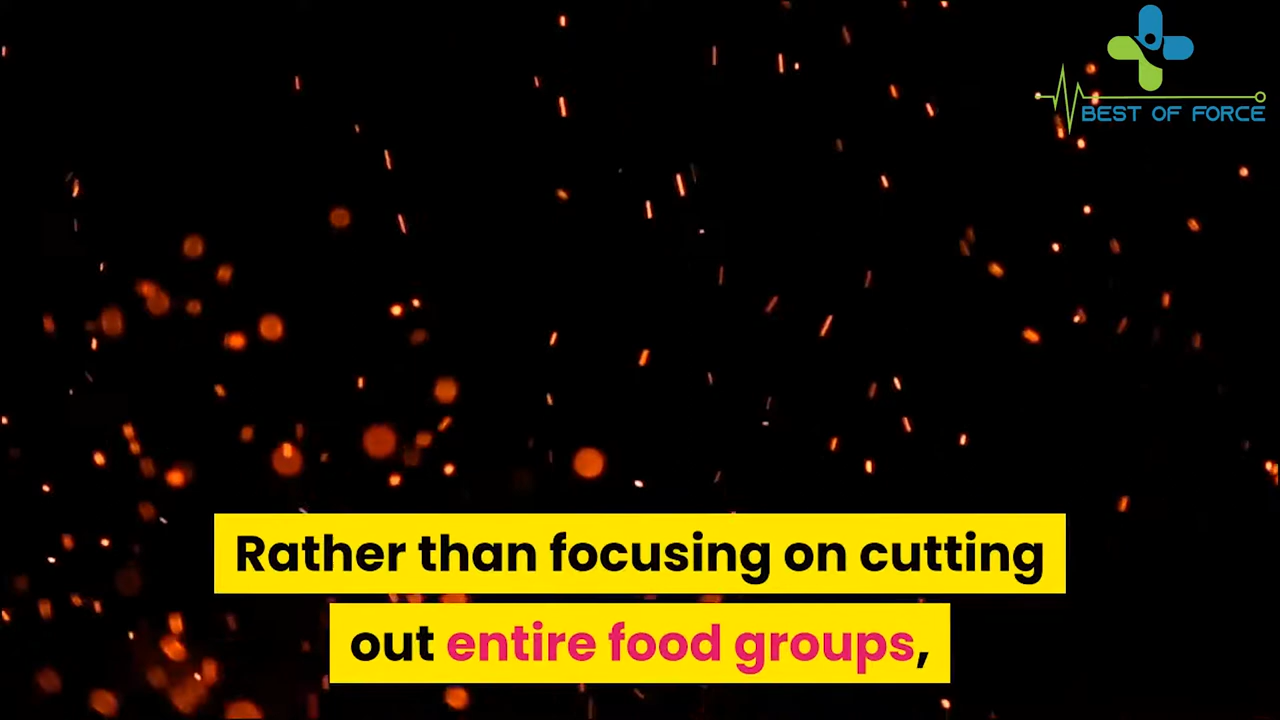 BEST OF FORCE
Rather than focusing on cutting
out entire food groups,